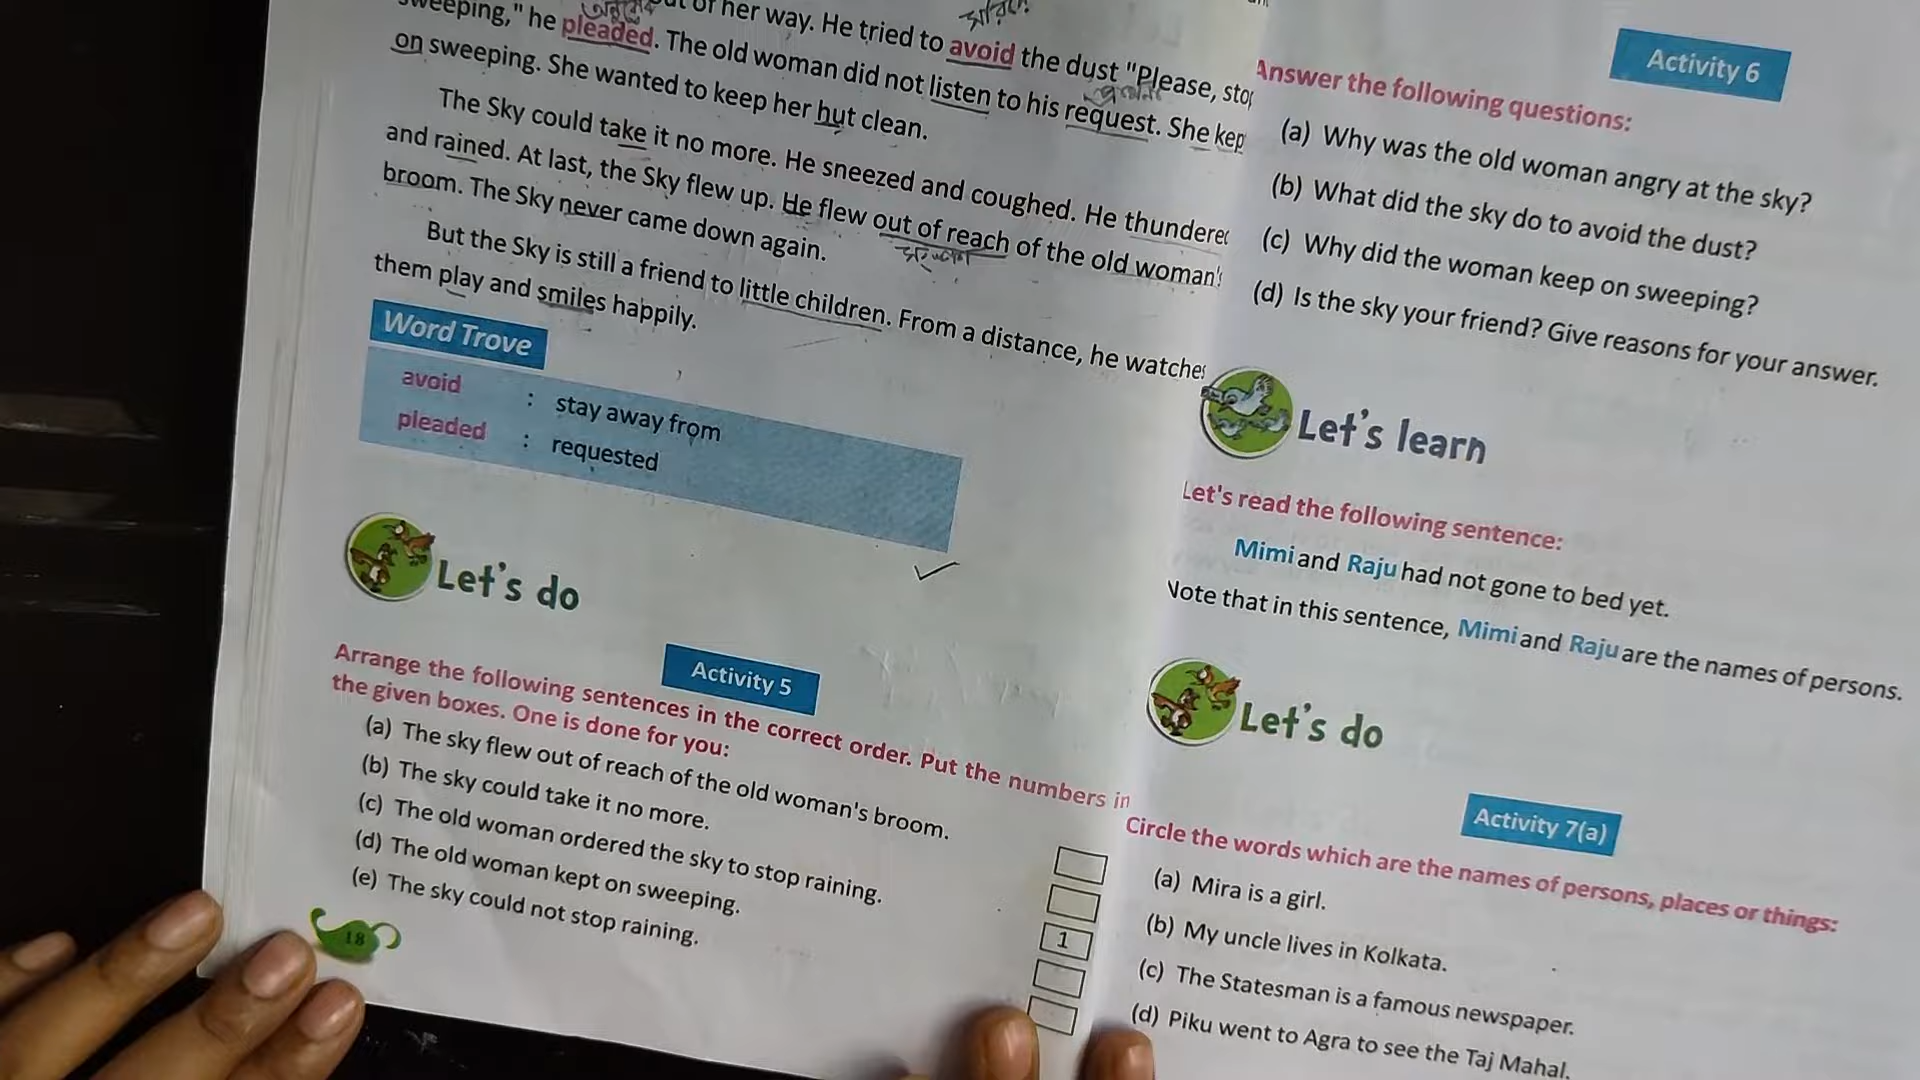 of her way. He tried to avoid the dust "Please, stop
sweeping," he pleaded. The old woman did not listen to his request. She kep
on sweeping. She wanted to keep her hut clean.
The Sky could take it no more. He sneezed and coughed. He thundered
and rained. At last, the Sky flew up. He flew out of reach of the old woman's
broom. The Sky never came down again.
But the Sky is still a friend to little children. From a distance, he watches
them play and smiles happily.
Word Trove
avoid : stay away from
pleaded : requested
Let's do
Activity 5
Arrange the following sentences in the correct order. Put the numbers in
the given boxes. One is done for you:
(a) The sky flew out of reach of the old woman's broom.
(b) The sky could take it no more.
(c) The old woman ordered the sky to stop raining.
(d) The old woman kept on sweeping.
(e) The sky could not stop raining.
1
18
Activity 6
Answer the following questions:
(a) Why was the old woman angry at the sky?
(b) What did the sky do to avoid the dust?
(c) Why did the woman keep on sweeping?
(d) Is the sky your friend? Give reasons for your answer.
Let's learn
Let's read the following sentence:
Mimi and Raju had not gone to bed yet.
Note that in this sentence, Mimi and Raju are the names of persons.
Let's do
Activity 7(a)
Circle the words which are the names of persons, places or things:
(a) Mira is a girl.
(b) My uncle lives in Kolkata.
(c) The Statesman is a famous newspaper.
(d) Piku went to Agra to see the Taj Mahal.